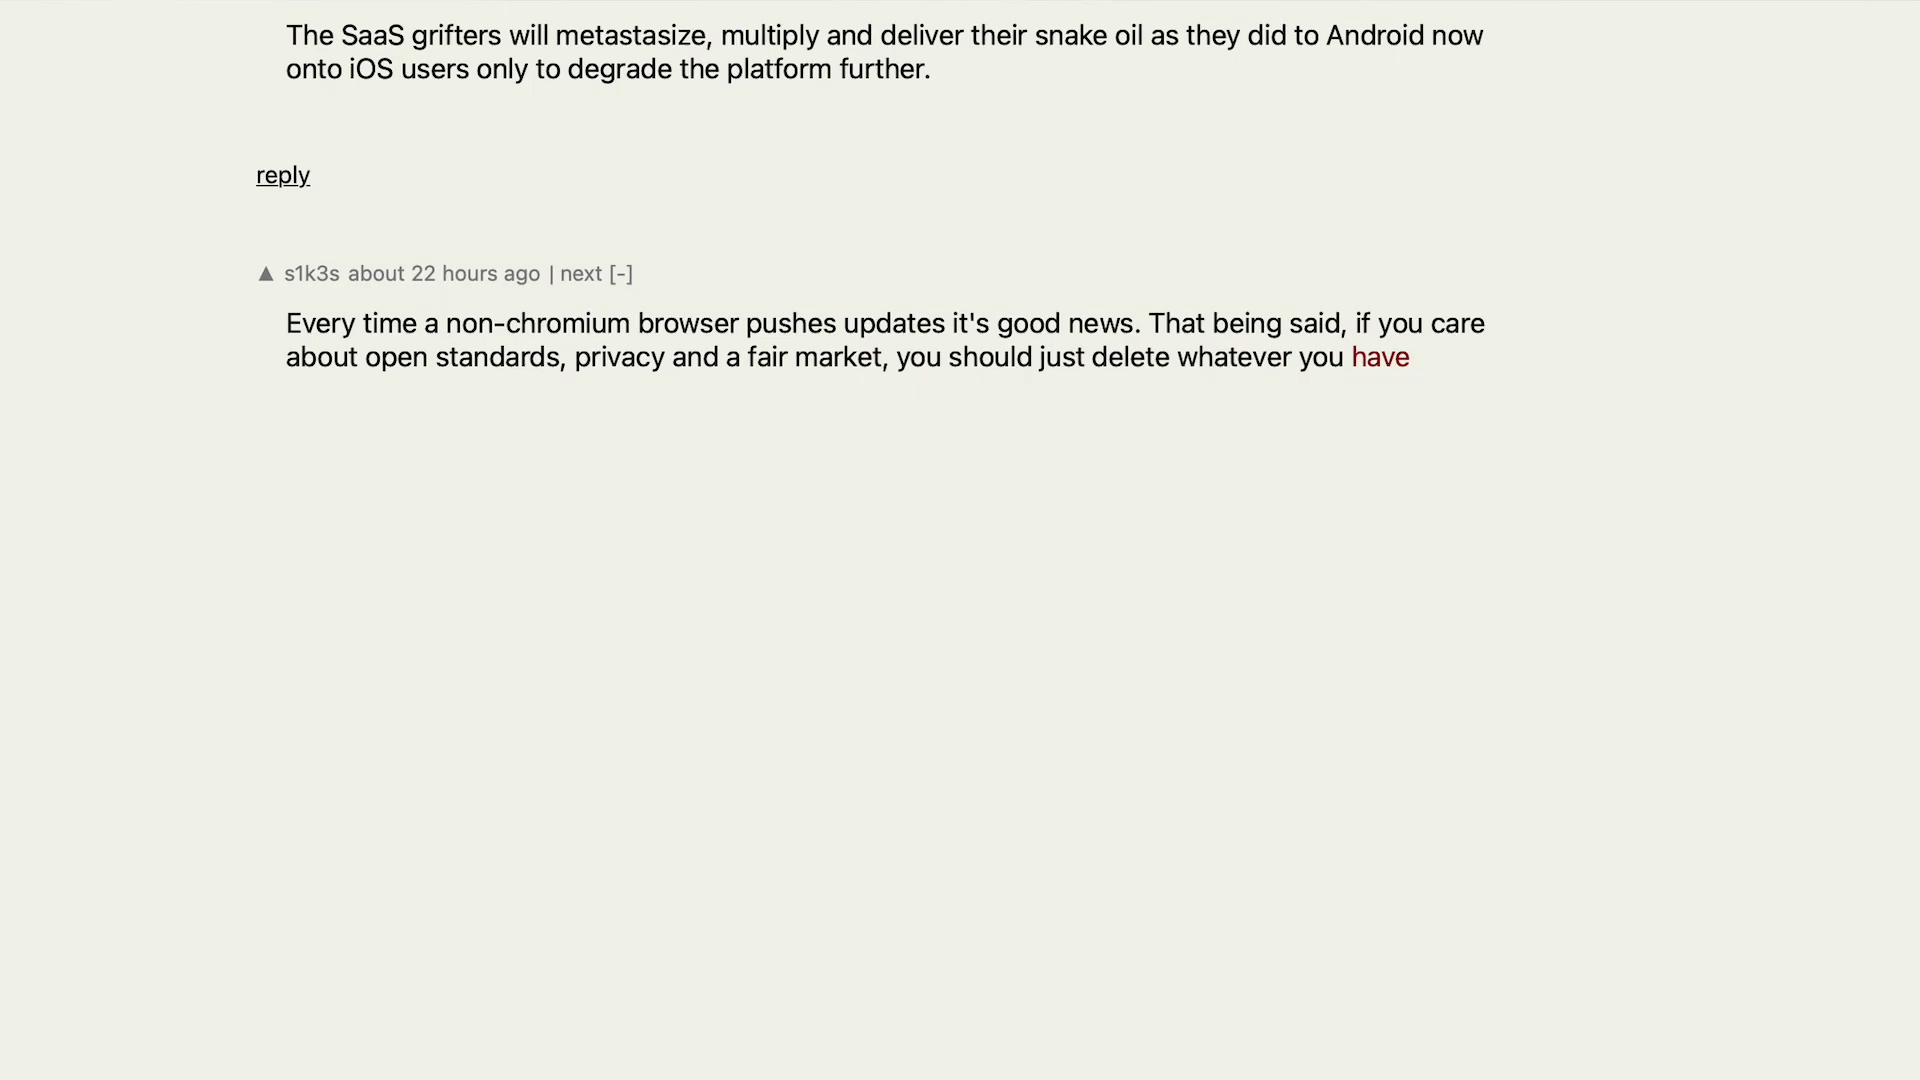 The SaaS grifters will metastasize, multiply and deliver their snake oil as they did to Android now
onto iOS users only to degrade the platform further.
reply
▲ s1k3s about 22 hours ago | next [-]
Every time a non-chromium browser pushes updates it's good news. That being said, if you care
about open standards, privacy and a fair market, you should just delete whatever you have